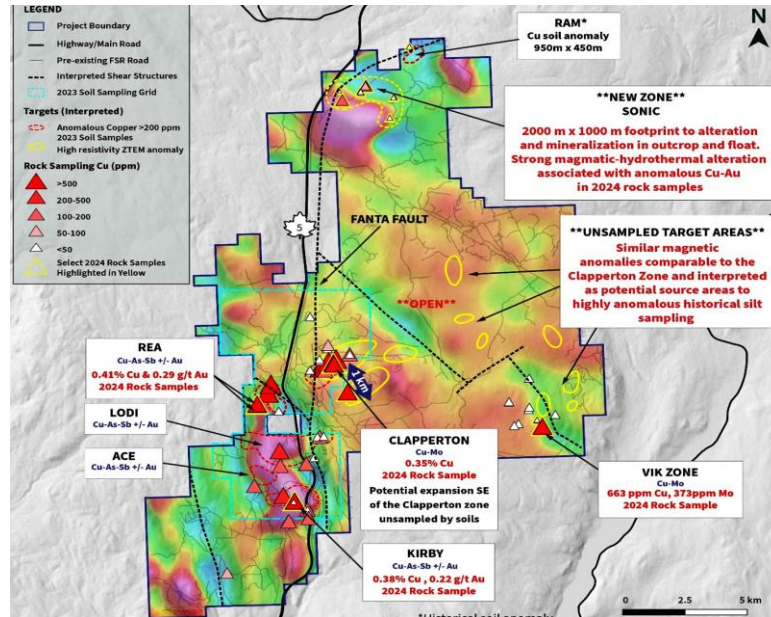 LEGEND
Project Boundary
Highway/Main Road
Pre-existing FSR Road
Interpreted Shear Structures
2023 Soil Sampling Grid
Targets (Interpreted)
Anomalous Copper >200 ppm
2023 Soil Samples
High resistivity ZTEM anomaly
Rock Sampling Cu (ppm)
>500
200-500
100-200
50-100
<50
Select 2024 Rock Samples
Highlighted in Yellow
RAM*
Cu soil anomaly
950m x 450m
N
**NEW ZONE**
SONIC
2000 m x 1000 m footprint to alteration
and mineralization in outcrop and float.
Strong magmatic-hydrothermal alteration
associated with anomalous Cu-Au
in 2024 rock samples
5
FANTA FAULT
**UNSAMPLED TARGET AREAS**
Similar magnetic
anomalies comparable to the
Clapperton Zone and interpreted
as potential source areas to
highly anomalous historical silt
sampling
**OPEN**
REA
Cu-As-Sb +/- Au
0.41% Cu & 0.29 g/t Au
2024 Rock Samples
1 km
LODI
Cu-As-Sb +/- Au
ACE
Cu-As-Sb +/- Au
CLAPPERTON
Cu-Mo
0.35% Cu
2024 Rock Sample
Potential expansion SE
of the Clapperton zone
unsampled by soils
VIK ZONE
Cu-Mo
663 ppm Cu, 373ppm Mo
2024 Rock Sample
KIRBY
Cu-As-Sb +/- Au
0.38% Cu , 0.22 g/t Au
2024 Rock Sample
0 2.5 5 km
*Historical soil anomaly